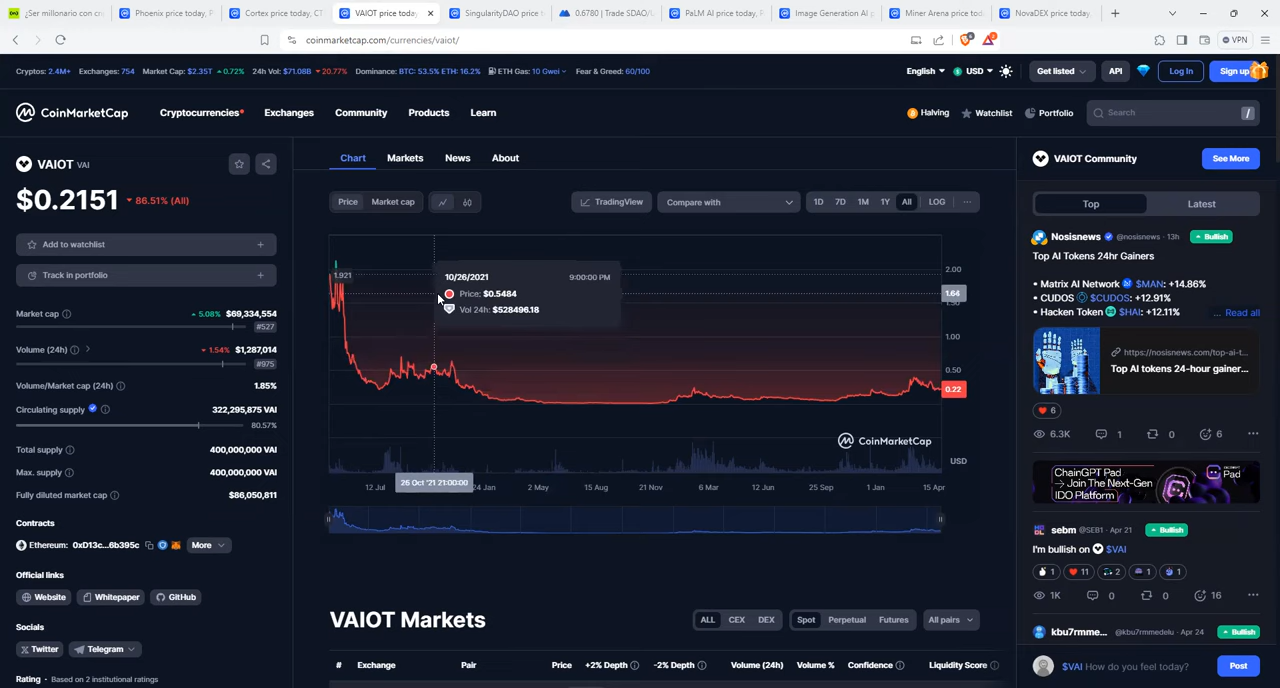 ¿Ser millonario con cri
Phoenix price today, P
Cortex price today, CT
VAIOT price today
SingularityDAO price t
0.6780 | Trade SDAO/U
PaLM AI price today, P
Image Generation AI p
Miner Arena price tod
NovaDEX price today,
coinmarketcap.com/currencies/vaiot/
VPN
Cryptos: 2.4M+ Exchanges: 754 Market Cap: $2.35T 0.72% 24h Vol: $71.08B 20.77% Dominance: BTC: 53.5% ETH: 16.2% ETH Gas: 10 Gwei Fear & Greed: 60/100
English USD Get listed API Log In Sign up
CoinMarketCap Cryptocurrencies Exchanges Community Products Learn
Halving Watchlist Portfolio Search /
VAIOT VAI
$0.2151 86.51% (All)
Add to watchlist
Track in portfolio
Market cap 5.08% $69,334,554
#527
Volume (24h) 1.54% $1,287,014
#975
Volume/Market cap (24h) 1.85%
Circulating supply 322,295,875 VAI
80.57%
Total supply 400,000,000 VAI
Max. supply 400,000,000 VAI
Fully diluted market cap $86,050,811
Contracts
Ethereum: 0xD13c...6b395c More
Official links
Website Whitepaper GitHub
Socials
Twitter Telegram
Rating · Based on 2 institutional ratings
Chart Markets News About
Price Market cap TradingView Compare with 1D 7D 1M 1Y All LOG ...
1.921
10/26/2021 9:00:00 PM
Price: $0.5484
Vol 24h: $528496.18
2.00
1.64
1.50
1.00
0.50
0.22
CoinMarketCap
USD
12 Jul 26 Oct '21 21:00:00 24 Jan 2 May 15 Aug 21 Nov 6 Mar 12 Jun 25 Sep 1 Jan 15 Apr
VAIOT Markets
ALL CEX DEX Spot Perpetual Futures All pairs
# Exchange Pair Price +2% Depth -2% Depth Volume (24h) Volume % Confidence Liquidity Score
VAIOT Community See More
Top Latest
Nosisnews @nosisnews · 13h Bullish
Top AI Tokens 24hr Gainers
• Matrix AI Network $MAN: +14.86%
• CUDOS $CUDOS: +12.91%
• Hacken Token $HAI: +12.11% ... Read all
https://nosisnews.com/top-ai-t...
Top AI tokens 24-hour gainer...
6
6.3K 1 0 6 ...
ChainGPT Pad
→ Join The Next-Gen
IDO Platform
Pad
sebm @SEB1 · Apr 21 Bullish
I'm bullish on $VAI
1 11 2 1 1
1K 0 0 16 ...
kbu7rmme... @kbu7rmmedelu · Apr 24 Bullish
$VAI How do you feel today? Post